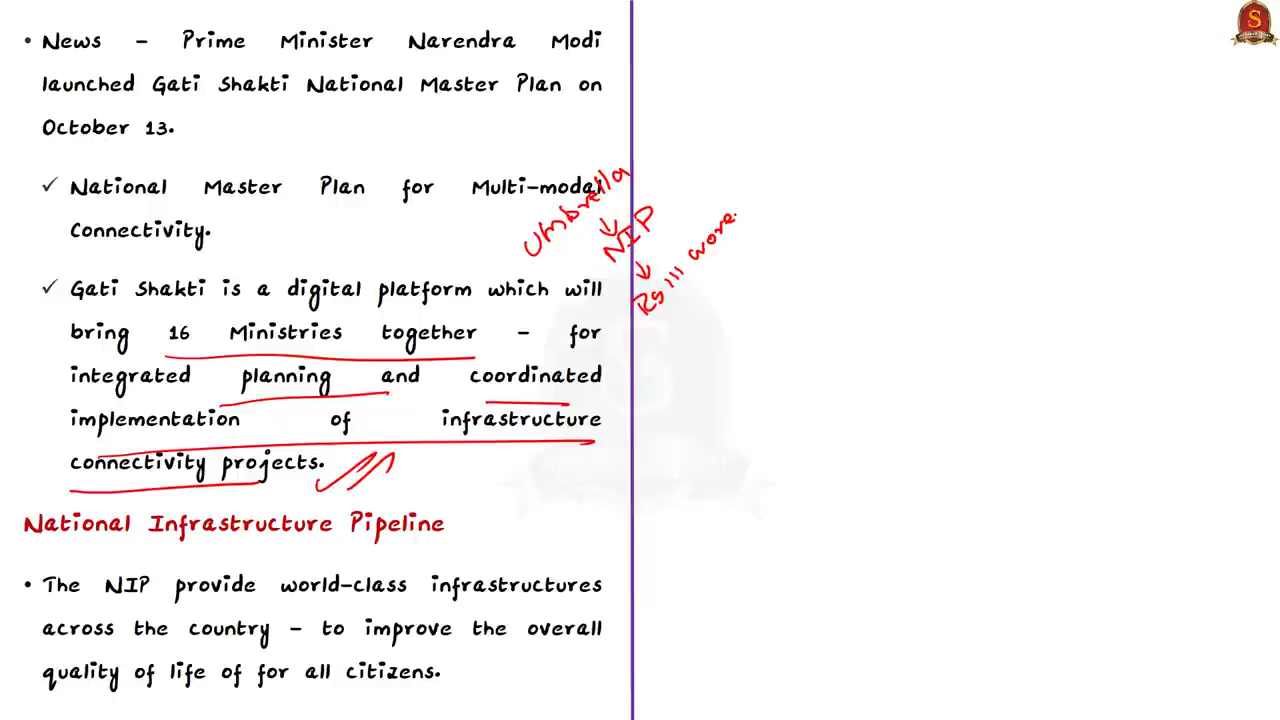 • News – Prime Minister Narendra Modi
launched Gati Shakti National Master Plan on
October 13.
✓ National Master Plan for Multi-modal
Connectivity.
✓ Gati Shakti is a digital platform which will
bring 16 Ministries together – for
integrated planning and coordinated
implementation of infrastructure
connectivity projects.
National Infrastructure Pipeline
• The NIP provide world-class infrastructures
across the country – to improve the overall
quality of life of for all citizens.
Umbrella
↓
NIP
↓
Rs 111
S